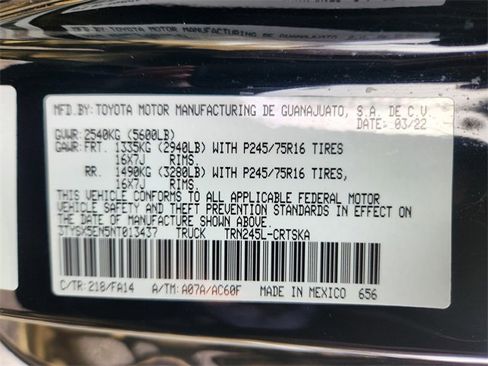 MFD.BY:TOYOTA MOTOR MANUFACTURING DE GUANAJUATO, S.A. DE C.V.
DATE: 03/22
GVWR:2540KG (5600LB)
GAWR:FRT. 1335KG (2940LB) WITH P245/75R16 TIRES
16X7J RIMS.
RR. 1490KG (3280LB) WITH P245/75R16 TIRES,
16X7J RIMS.
THIS VEHICLE CONFORMS TO ALL APPLICABLE FEDERAL MOTOR
VEHICLE SAFETY AND THEFT PREVENTION STANDARDS IN EFFECT ON
THE DATE OF MANUFACTURE SHOWN ABOVE.
3TYSX5EN5NT013437 TRUCK TRN245L-CRTSKA
C/TR:218/FA14 A/TM:A07A/AC60F MADE IN MEXICO 656